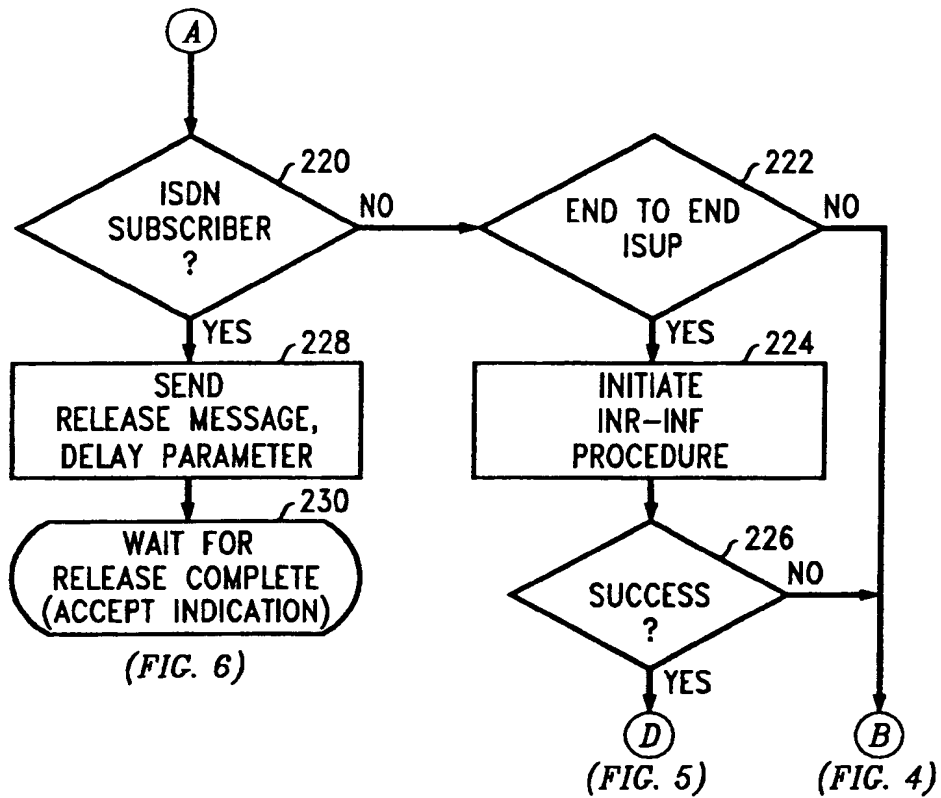 A
220
ISDN
SUBSCRIBER
?
NO
YES
222
END TO END
ISUP
NO
YES
228
SEND
RELEASE MESSAGE,
DELAY PARAMETER
224
INITIATE
INR-INF
PROCEDURE
230
WAIT FOR
RELEASE COMPLETE
(ACCEPT INDICATION)
(FIG. 6)
226
SUCCESS
?
NO
YES
D
(FIG. 5)
B
(FIG. 4)